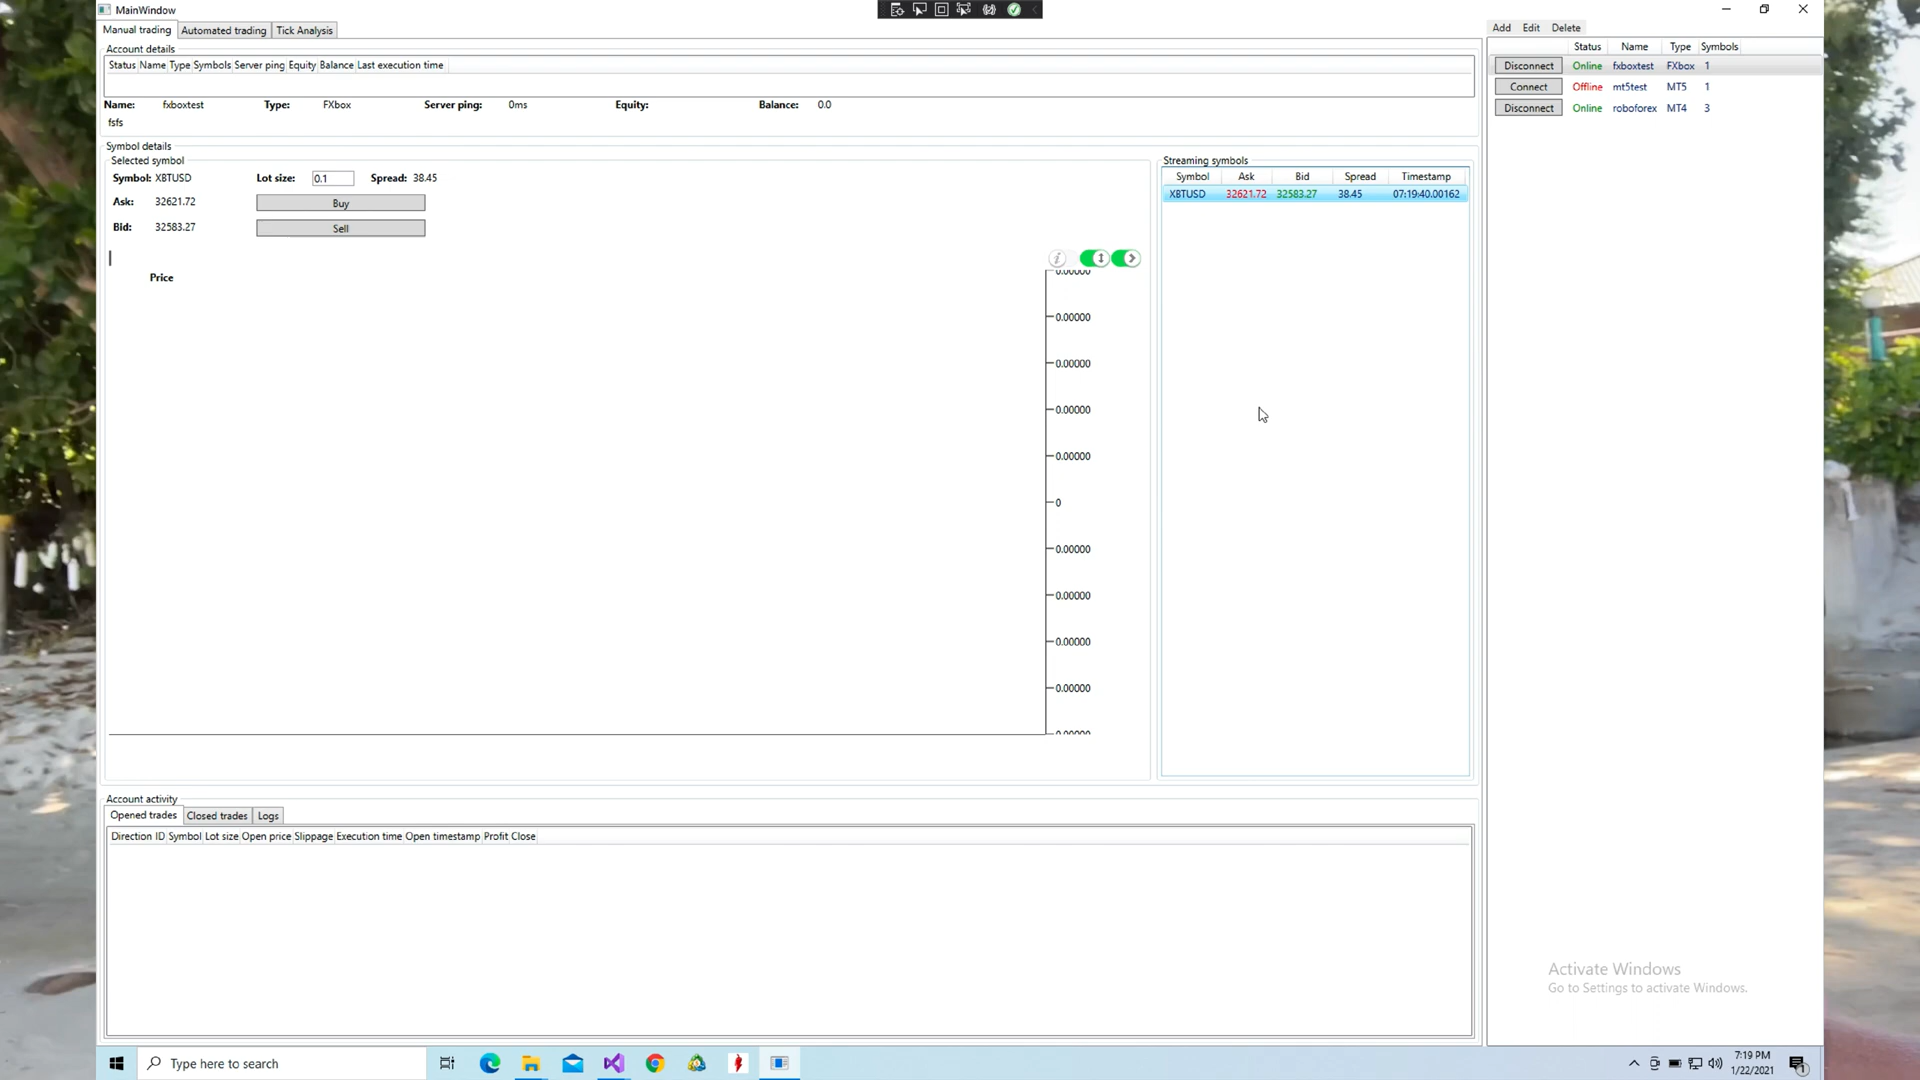 MainWindow
Manual trading Automated trading Tick Analysis
Account details
Status Name Type Symbols Server ping Equity Balance Last execution time
Name: fxboxtest Type: FXbox Server ping: 0ms Equity: Balance: 0.0
fsfs
Symbol details
Selected symbol
Symbol: XBTUSD Lot size: 0.1 Spread: 38.45
Ask: 32621.72 Buy
Bid: 32583.27 Sell
Price
0.00000
0.00000
0.00000
0.00000
0.00000
0
0.00000
0.00000
0.00000
0.00000
0.00000
Streaming symbols
Symbol Ask Bid Spread Timestamp
XBTUSD 32621.72 32583.27 38.45 07:19:40.00162
Account activity
Opened trades Closed trades Logs
Direction ID Symbol Lot size Open price Slippage Execution time Open timestamp Profit Close
Add Edit Delete
Status Name Type Symbols
Disconnect Online fxboxtest FXbox 1
Connect Offline mt5test MT5 1
Disconnect Online roboforex MT4 3
Activate Windows
Go to Settings to activate Windows.
Type here to search
7:19 PM
1/22/2021
1